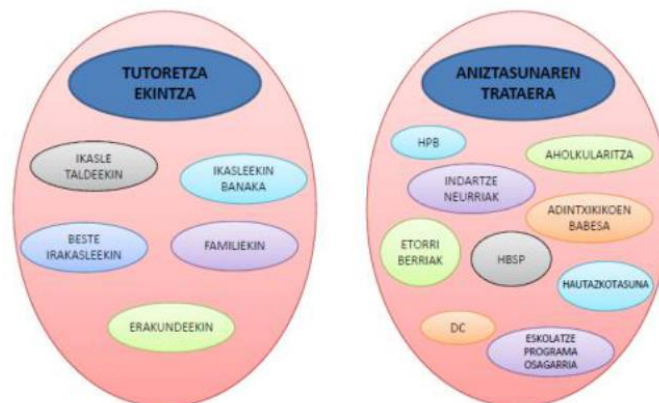 TUTORETZA
EKINTZA
IKASLE
TALDEEKIN
IKASLEEKIN
BANAKA
BESTE
IRAKASLEEKIN
FAMILIEKIN
ERAKUNDEEKIN
ANIZTASUNAREN
TRATAERA
HPB
AHOLKULARITZA
INDARTZE
NEURRIAK
ADINTXIKIKOEN
BABESA
ETORRI
BERRIAK
HBSP
HAUTAZKOTASUNA
DC
ESKOLATZE
PROGRAMA
OSAGARRIA